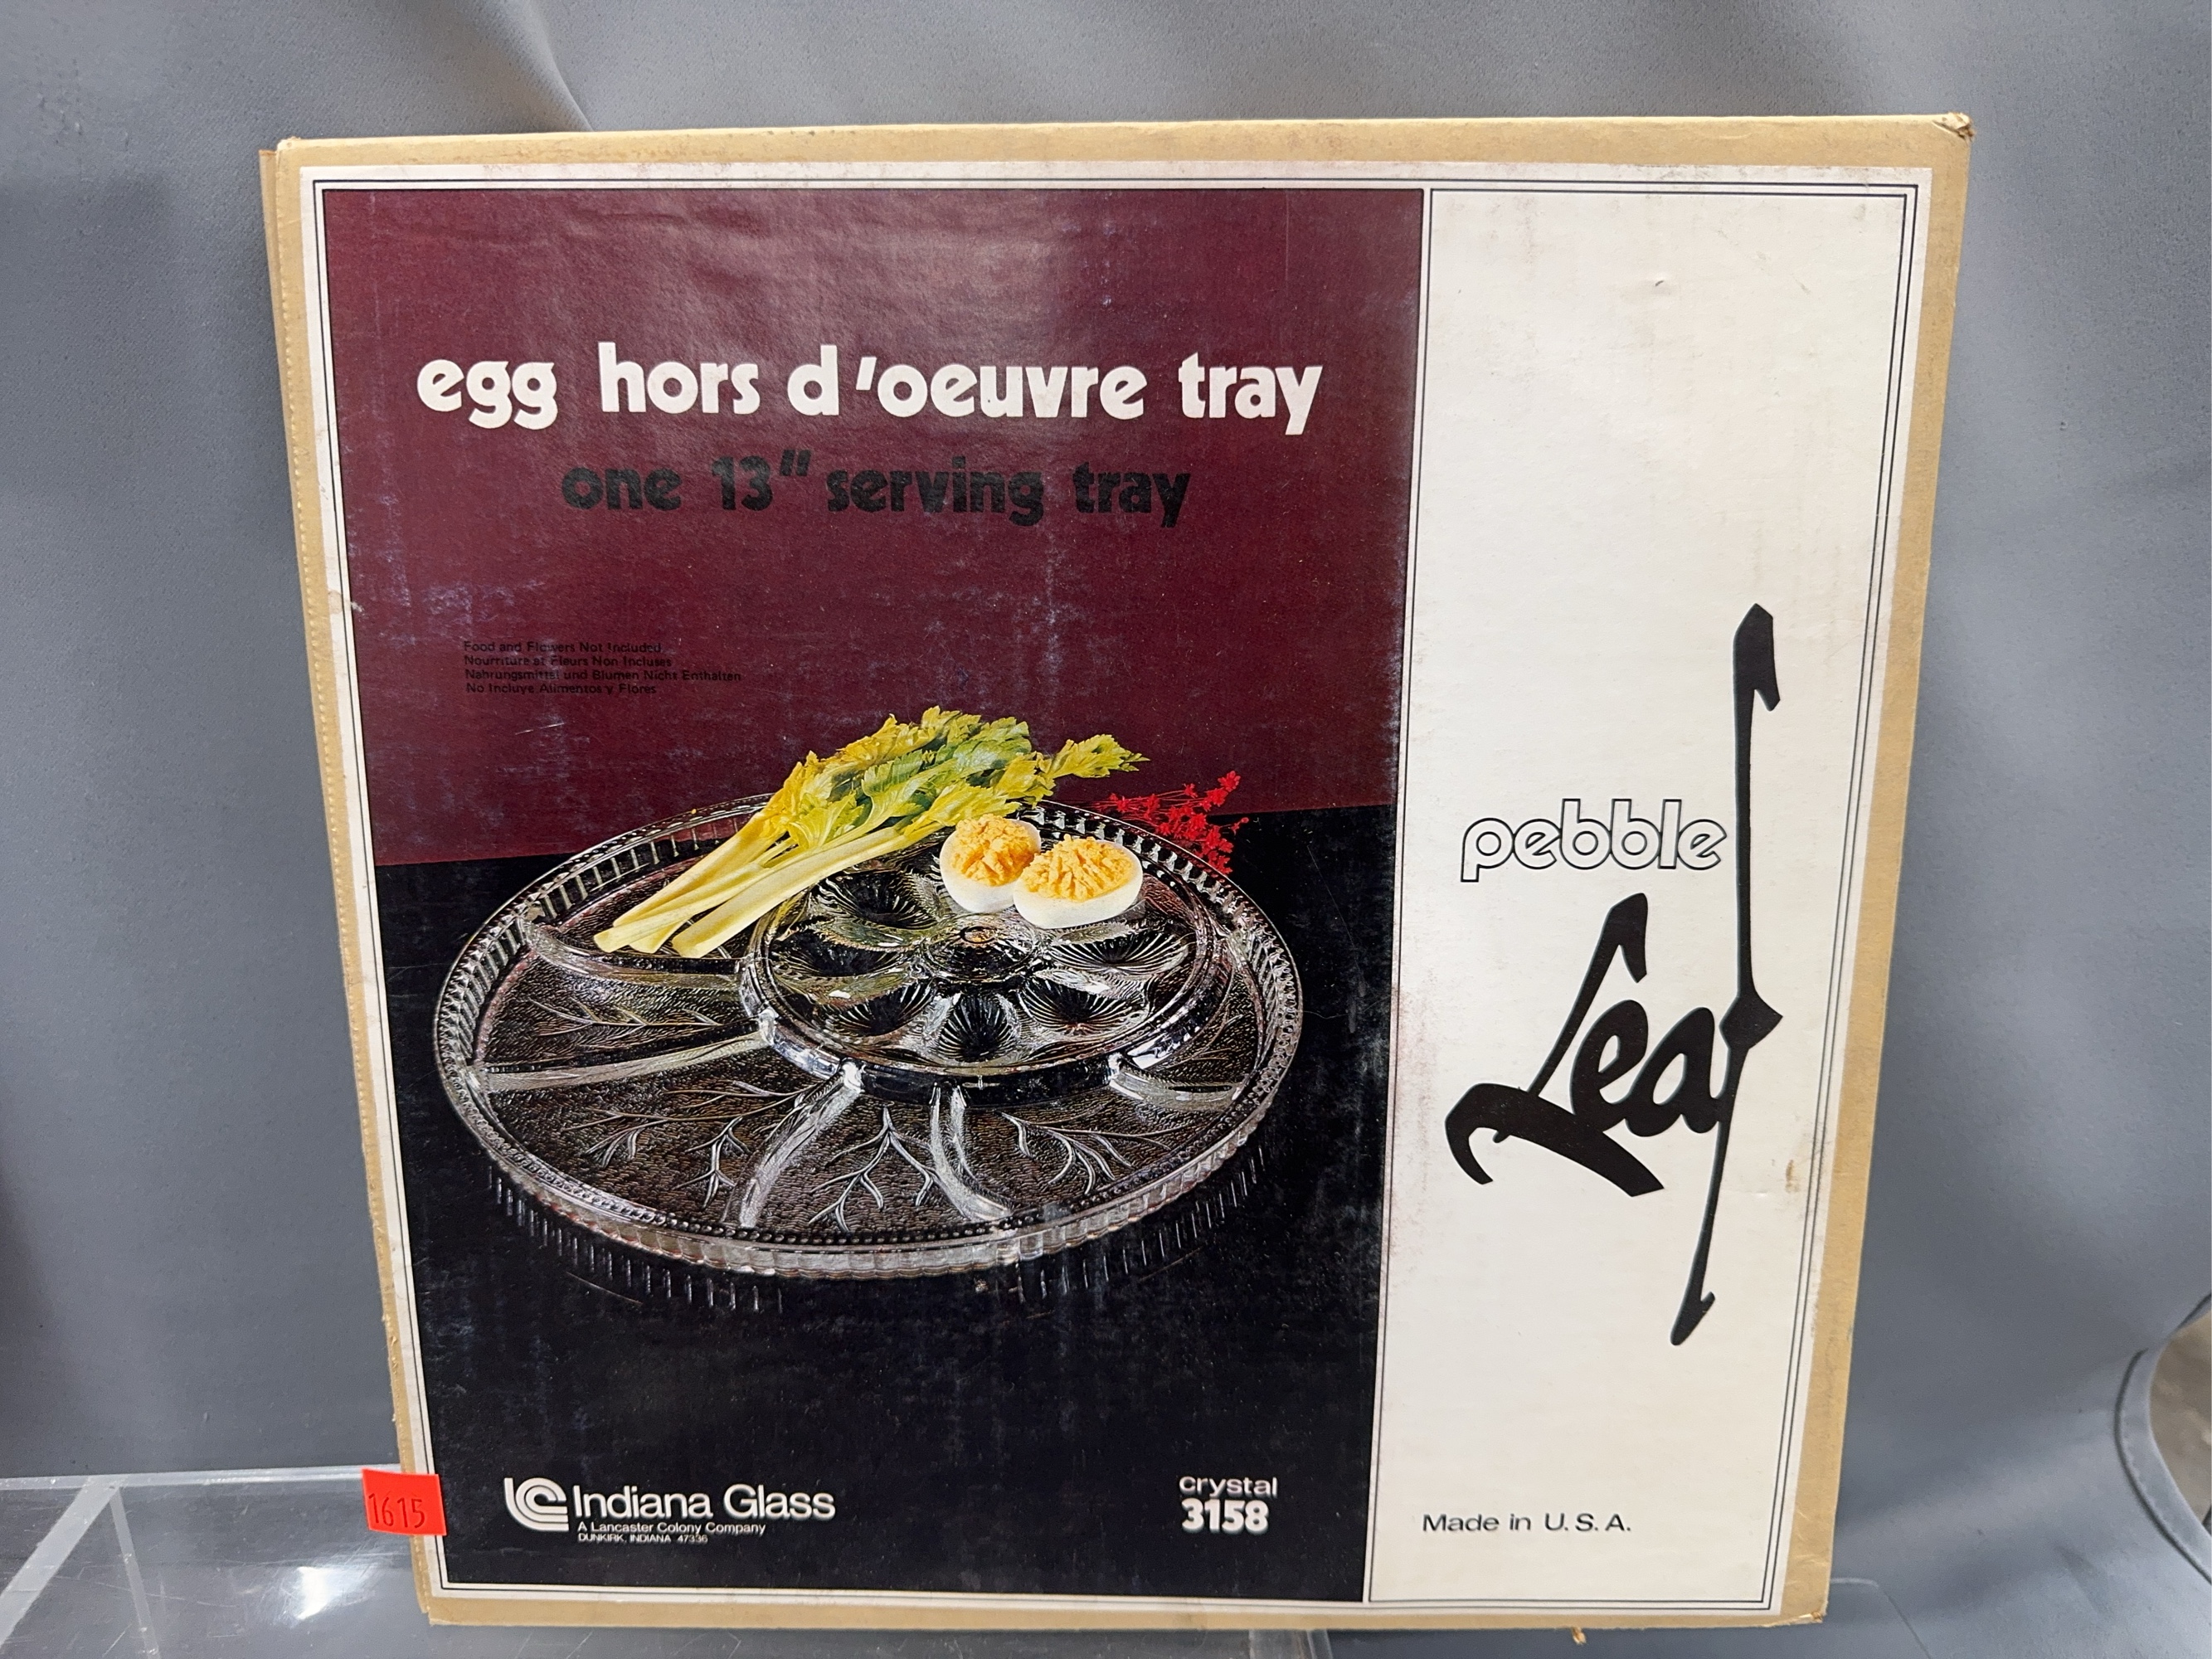 egg hors d'oeuvre tray
one 13" serving tray
Food and Flowers Not Included
Nourriture et Fleurs Non Incluses
Nahrungsmittel und Blumen Nicht Enthalten
No Incluye Alimentos y Flores
pebble
Leaf
Indiana Glass
A Lancaster Colony Company
DUNKIRK, INDIANA 47336
crystal
3158
Made in U.S.A.
1615